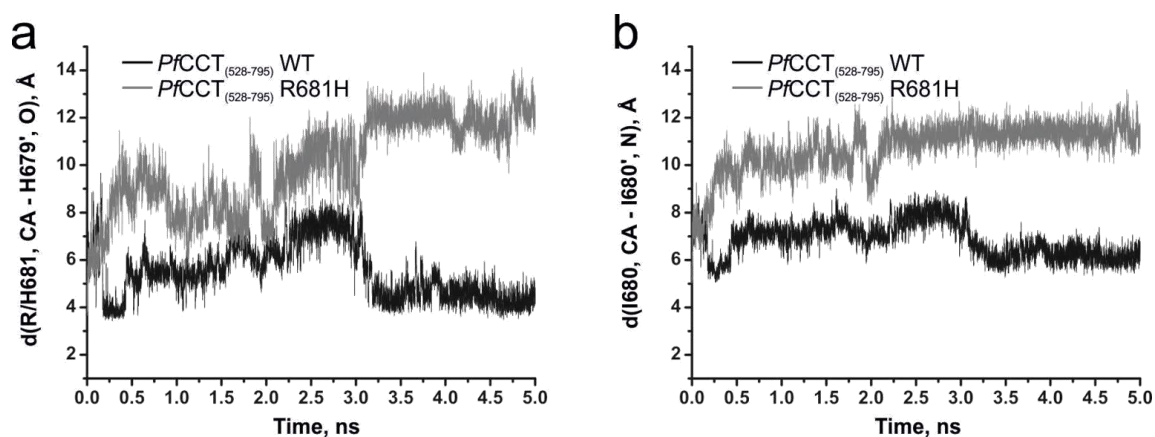 a
PfCCT(528-795) WT
PfCCT(528-795) R681H
d(R/H681, CA - H679', O), Å
14
12
10
8
6
4
2
0.0 0.5 1.0 1.5 2.0 2.5 3.0 3.5 4.0 4.5 5.0
Time, ns
b
PfCCT(528-795) WT
PfCCT(528-795) R681H
d(I680, CA - I680', N), Å
14
12
10
8
6
4
2
0.0 0.5 1.0 1.5 2.0 2.5 3.0 3.5 4.0 4.5 5.0
Time, ns